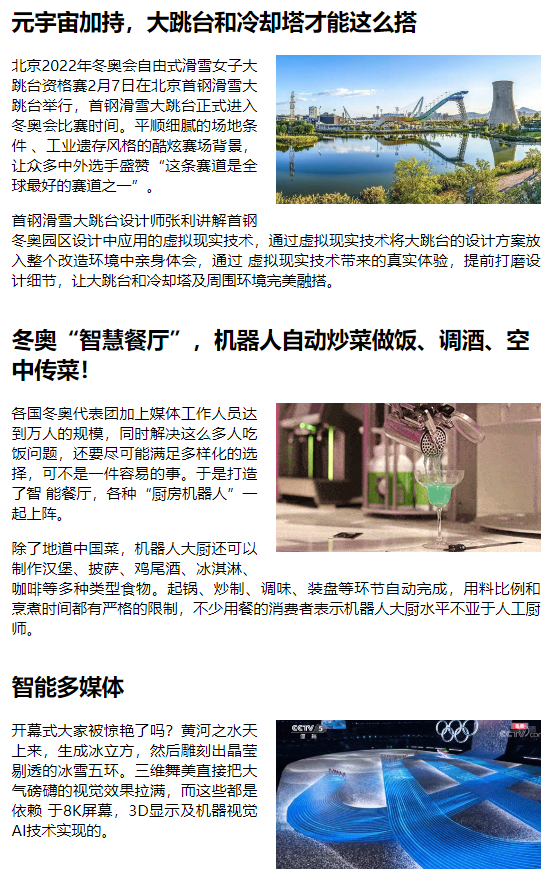 元宇宙加持，大跳台和冷却塔才能这么搭
北京2022年冬奥会自由式滑雪女子大
跳台资格赛2月7日在北京首钢滑雪大
跳台举行，首钢滑雪大跳台正式进入
冬奥会比赛时间。平顺细腻的场地条
件 、工业遗存风格的酷炫赛场背景，
让众多中外选手盛赞“这条赛道是全
球最好的赛道之一”。
首钢滑雪大跳台设计师张利讲解首钢
冬奥园区设计中应用的虚拟现实技术，通过虚拟现实技术将大跳台的设计方案放
入整个改造环境中亲身体会，通过 虚拟现实技术带来的真实体验，提前打磨设
计细节，让大跳台和冷却塔及周围环境完美融搭。
冬奥“智慧餐厅”，机器人自动炒菜做饭、调酒、空
中传菜！
各国冬奥代表团加上媒体工作人员达
到万人的规模，同时解决这么多人吃
饭问题，还要尽可能满足多样化的选
择，可不是一件容易的事。于是打造
了智 能餐厅，各种“厨房机器人”一
起上阵。
除了地道中国菜，机器人大厨还可以
制作汉堡、披萨、鸡尾酒、冰淇淋、
咖啡等多种类型食物。起锅、炒制、调味、装盘等环节自动完成，用料比例和
烹煮时间都有严格的限制，不少用餐的消费者表示机器人大厨水平不亚于人工厨
师。
智能多媒体
开幕式大家被惊艳了吗？黄河之水天
上来，生成冰立方，然后雕刻出晶莹
剔透的冰雪五环。三维舞美直接把大
气磅礴的视觉效果拉满，而这些都是
依赖 于8K屏幕，3D显示及机器视觉
AI技术实现的。
CCTV 5